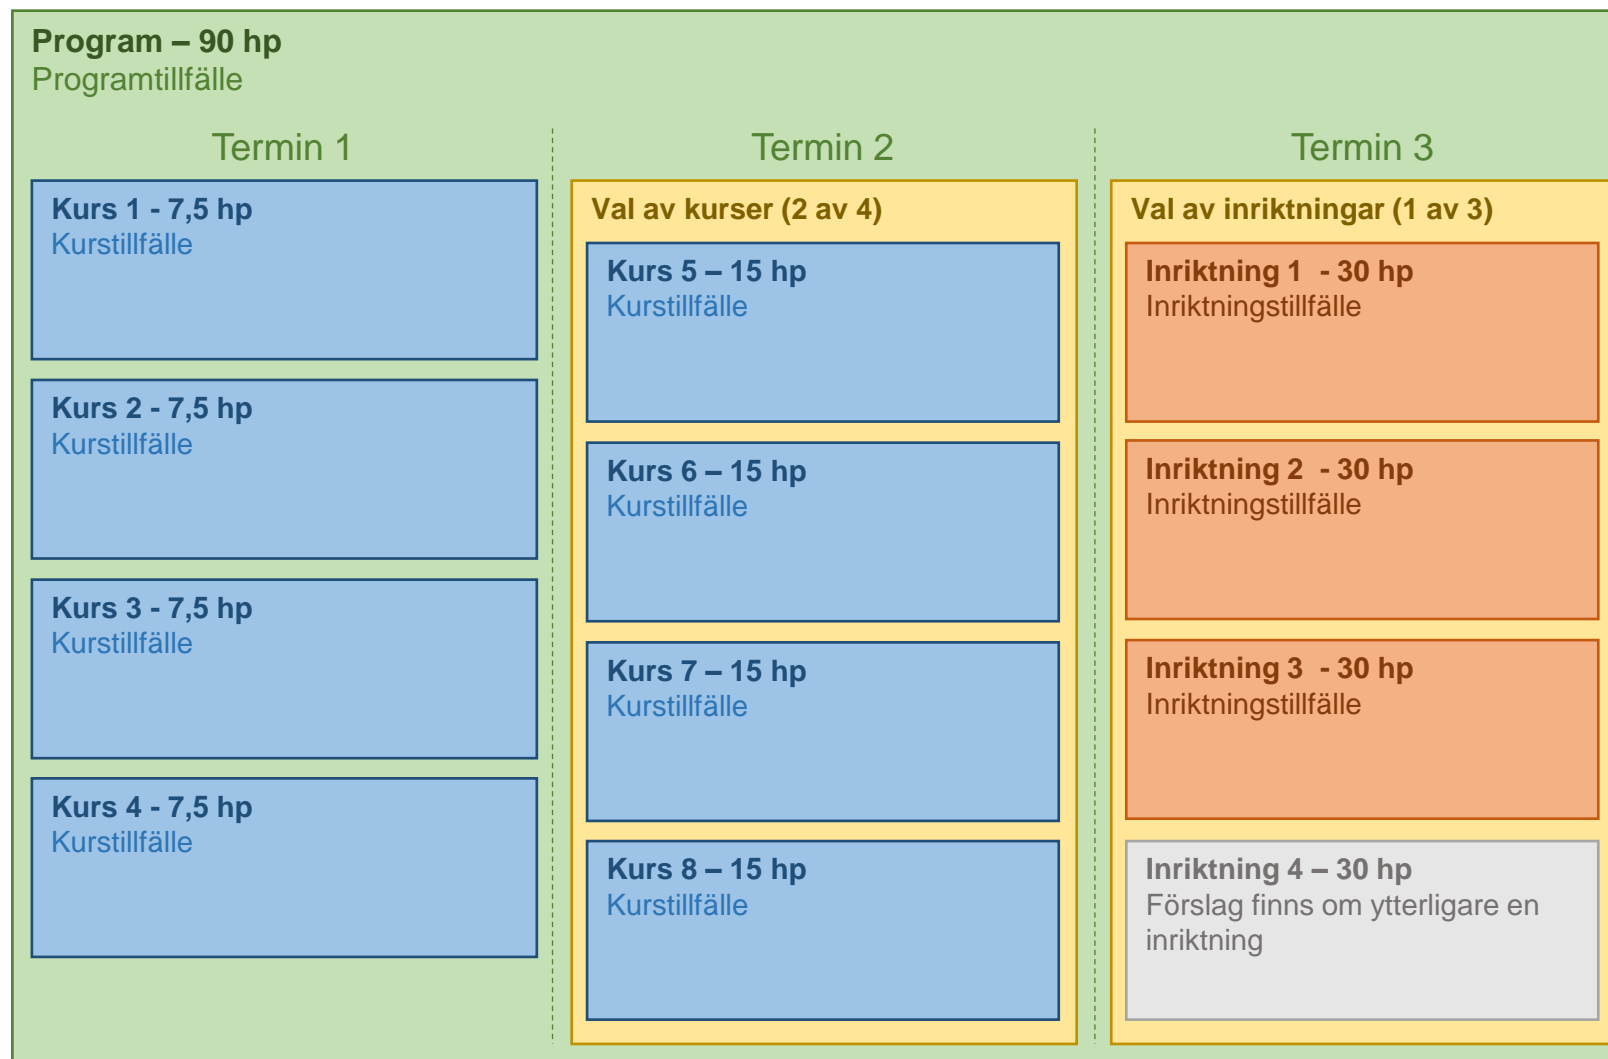 Program – 90 hp
Programtillfälle
Termin 1
Kurs 1 - 7,5 hp
Kurstillfälle
Kurs 2 - 7,5 hp
Kurstillfälle
Kurs 3 - 7,5 hp
Kurstillfälle
Kurs 4 - 7,5 hp
Kurstillfälle
Termin 2
Val av kurser (2 av 4)
Kurs 5 – 15 hp
Kurstillfälle
Kurs 6 – 15 hp
Kurstillfälle
Kurs 7 – 15 hp
Kurstillfälle
Kurs 8 – 15 hp
Kurstillfälle
Termin 3
Val av inriktningar (1 av 3)
Inriktning 1  - 30 hp
Inriktningstillfälle
Inriktning 2  - 30 hp
Inriktningstillfälle
Inriktning 3  - 30 hp
Inriktningstillfälle
Inriktning 4 – 30 hp
Förslag finns om ytterligare en
inriktning